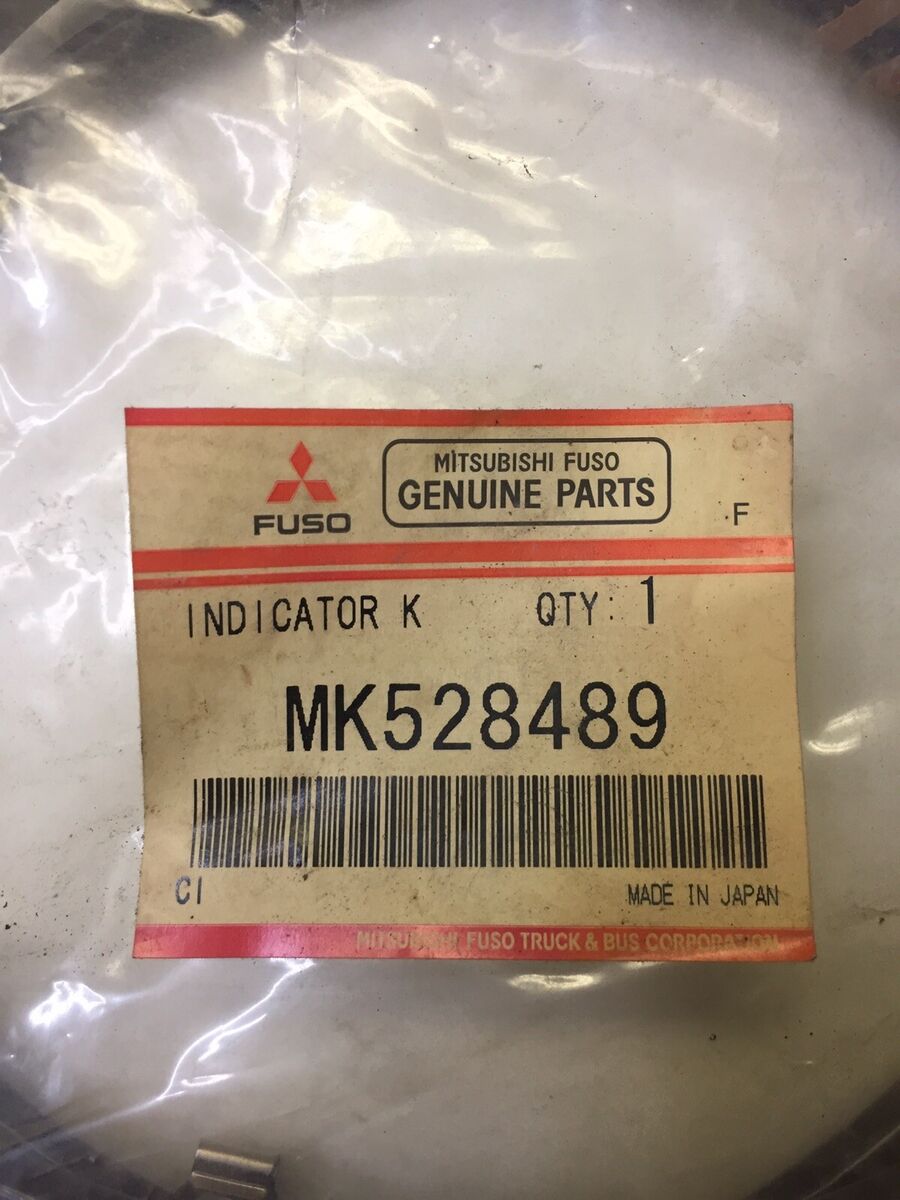 FUSO
MITSUBISHI FUSO
GENUINE PARTS
F
INDICATOR K QTY: 1
MK528489
CI
MADE IN JAPAN
MITSUBISHI FUSO TRUCK & BUS CORPORATION